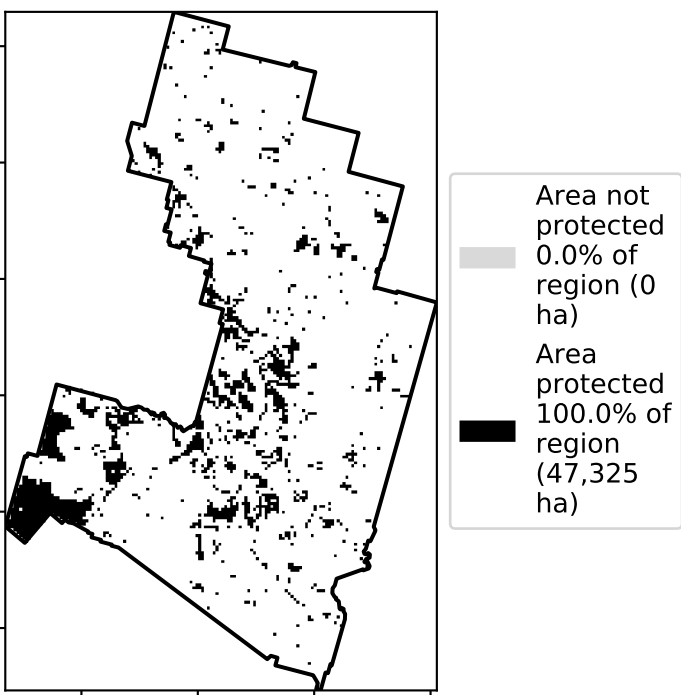 Area not
protected
0.0% of
region (0
ha)
Area
protected
100.0% of
region
(47,325
ha)